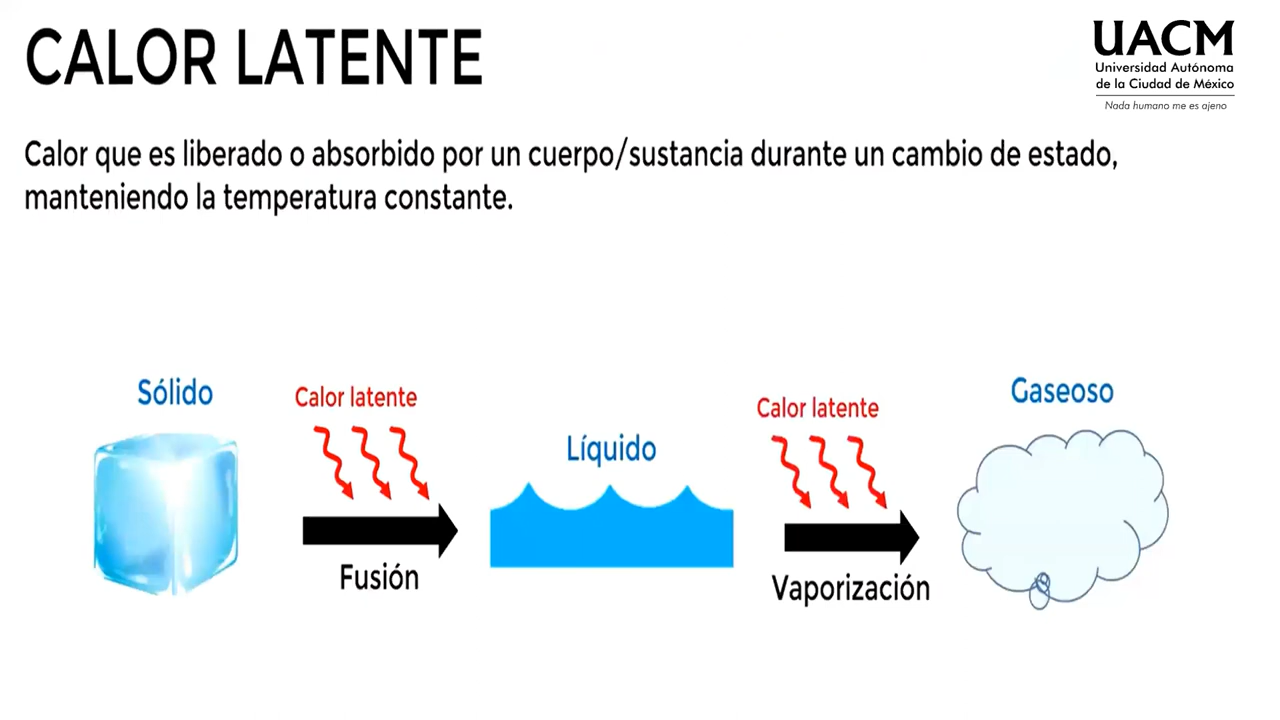 CALOR LATENTE
UACM
Universidad Autónoma
de la Ciudad de México
Nada humano me es ajeno
Calor que es liberado o absorbido por un cuerpo/sustancia durante un cambio de estado,
manteniendo la temperatura constante.
Sólido
Calor latente
Fusión
Líquido
Calor latente
Vaporización
Gaseoso